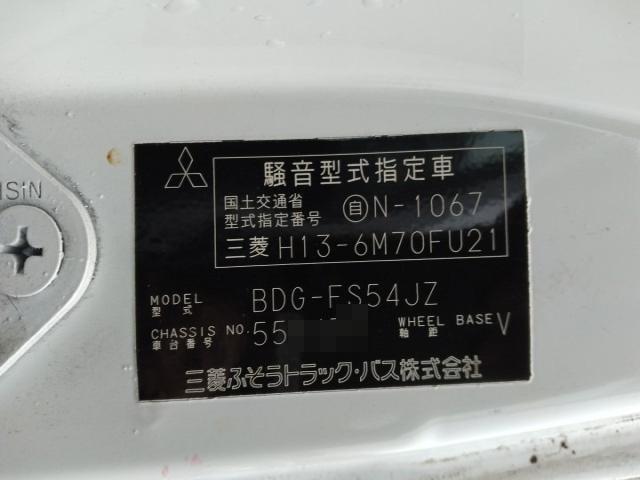 ISiN
騒音型式指定車
国土交通省
型式指定番号 自N-1067
三菱H13-6M70FU21
MODEL
型式 BDG-FS54JZ
CHASSIS NO.
車台番号 55
WHEEL BASE
軸距 V
三菱ふそうトラック・バス株式会社